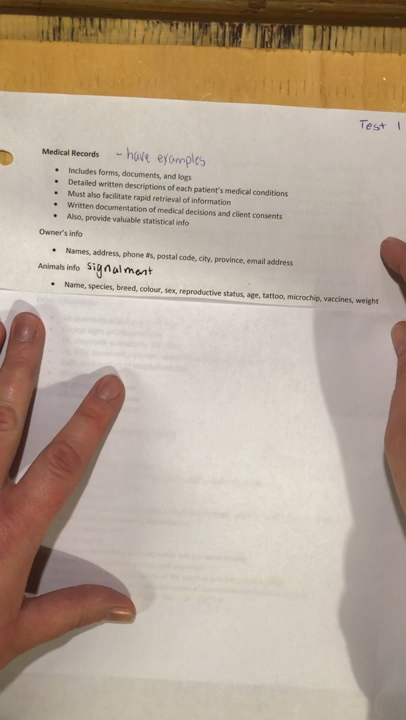 Test 1
Medical Records - have examples
• Includes forms, documents, and logs
• Detailed written descriptions of each patient's medical conditions
• Must also facilitate rapid retrieval of information
• Written documentation of medical decisions and client consents
• Also, provide valuable statistical info
Owner's info
• Names, address, phone #s, postal code, city, province, email address
Animals info signalment
• Name, species, breed, colour, sex, reproductive status, age, tattoo, microchip, vaccines, weight